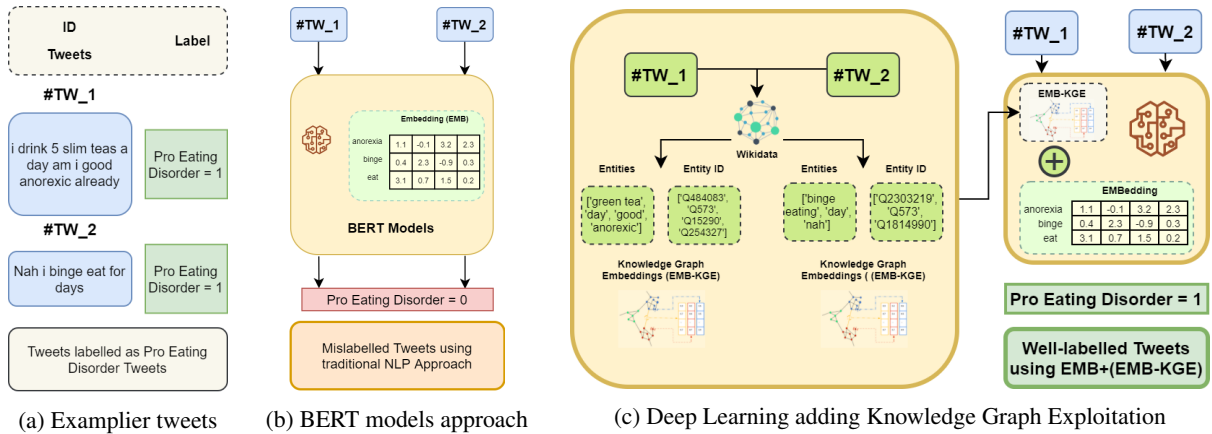 ID
Tweets
Label
#TW_1
i drink 5 slim teas a
day am i good
anorexic already
Pro Eating
Disorder = 1
#TW_2
Nah i binge eat for
days
Pro Eating
Disorder = 1
Tweets labelled as Pro Eating
Disorder Tweets
(a) Examplier tweets
#TW_1
#TW_2
Embedding (EMB)
anorexia 1.1 -0.1 3.2 2.3
binge 0.4 2.3 -0.9 0.3
eat 3.1 0.7 1.5 0.2
BERT Models
Pro Eating Disorder = 0
Mislabelled Tweets using
traditional NLP Approach
(b) BERT models approach
#TW_1
#TW_2
Wikidata
Entities
Entity ID
['green tea',
'day', 'good',
'anorexic']
['Q484083',
'Q573',
'Q15290',
'Q254327']
Entities
Entity ID
['binge
eating', 'day',
'nah']
['Q2303219',
'Q573',
'Q1814990']
Knowledge Graph
Embeddings (EMB-KGE)
Knowledge Graph
Embeddings ( (EMB-KGE)
#TW_1
#TW_2
EMB-KGE
EMBedding
anorexia 1.1 -0.1 3.2 2.3
binge 0.4 2.3 -0.9 0.3
eat 3.1 0.7 1.5 0.2
Pro Eating Disorder = 1
Well-labelled Tweets
using EMB+(EMB-KGE)
(c) Deep Learning adding Knowledge Graph Exploitation